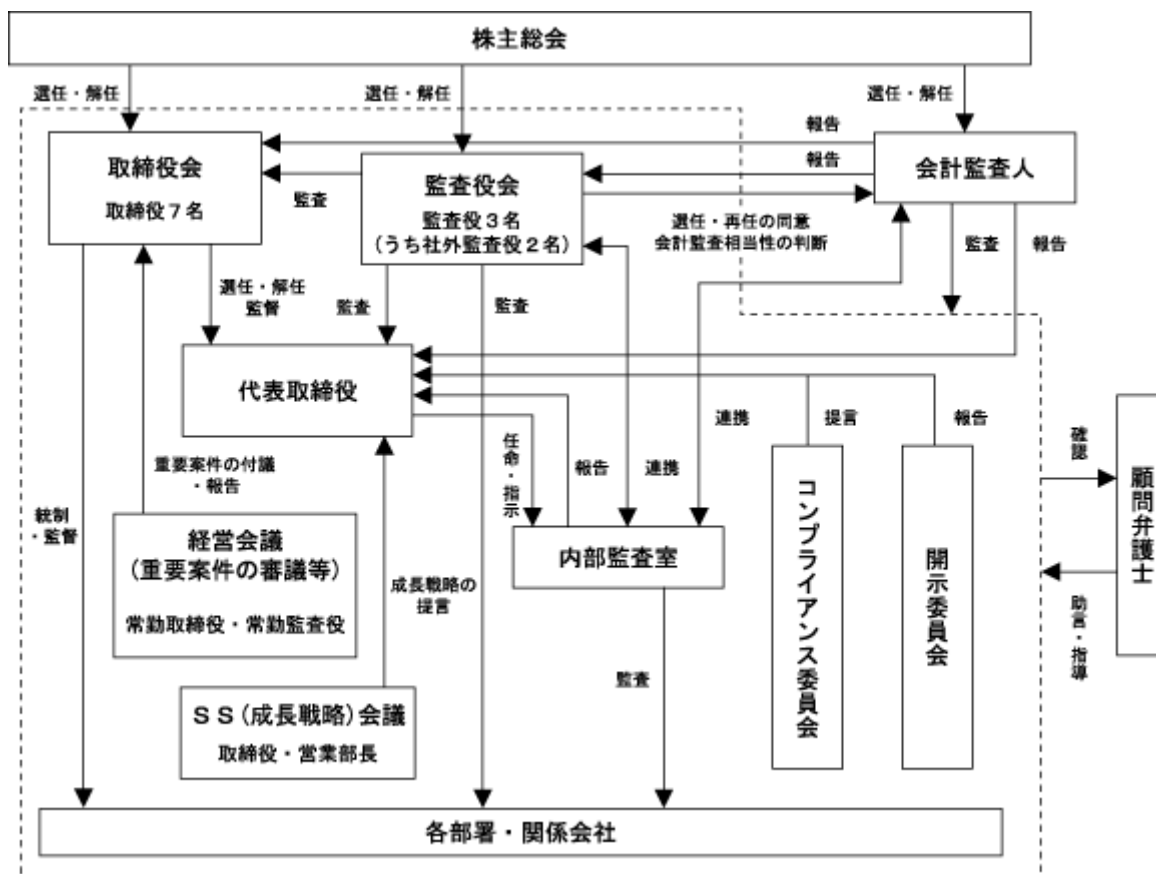 株主総会
選任・解任
選任・解任
選任・解任
報告
取締役会
取締役７名
監査
監査役会
監査役３名
（うち社外監査役２名）
報告
会計監査人
選任・再任の同意
会計監査相当性の判断
監査
報告
選任・解任
監督
監査
監査
代表取締役
任命・指示
報告
連携
連携
提言
報告
確認
顧問弁護士
助言・指導
重要案件の付議
・報告
統制
・監督
経営会議
（重要案件の審議等）
常勤取締役・常勤監査役
成長戦略の
提言
内部監査室
監査
コンプライアンス委員会
開示委員会
ＳＳ（成長戦略）会議
取締役・営業部長
各部署・関係会社